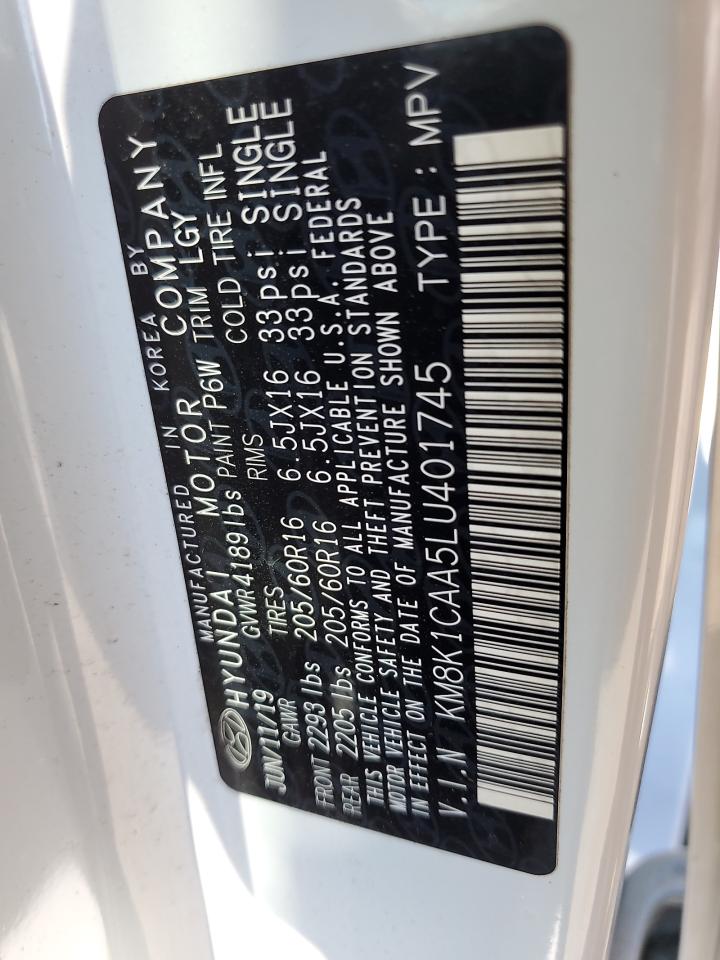 MANUFACTURED IN KOREA BY
HYUNDAI MOTOR COMPANY
JUN/11/19 GVWR4189lbs PAINT P6W TRIM LGY
GAWR TIRES RIMS COLD TIRE INFL
FRONT 2293lbs 205/60R16 6.5JX16 33psi SINGLE
REAR 2205lbs 205/60R16 6.5JX16 33psi SINGLE
THIS VEHICLE CONFORMS TO ALL APPLICABLE U.S.A. FEDERAL
MOTOR VEHICLE SAFETY AND THEFT PREVENTION STANDARDS
IN EFFECT ON THE DATE OF MANUFACTURE SHOWN ABOVE
V.I.N KM8K1CAA5LU401745 TYPE : MPV